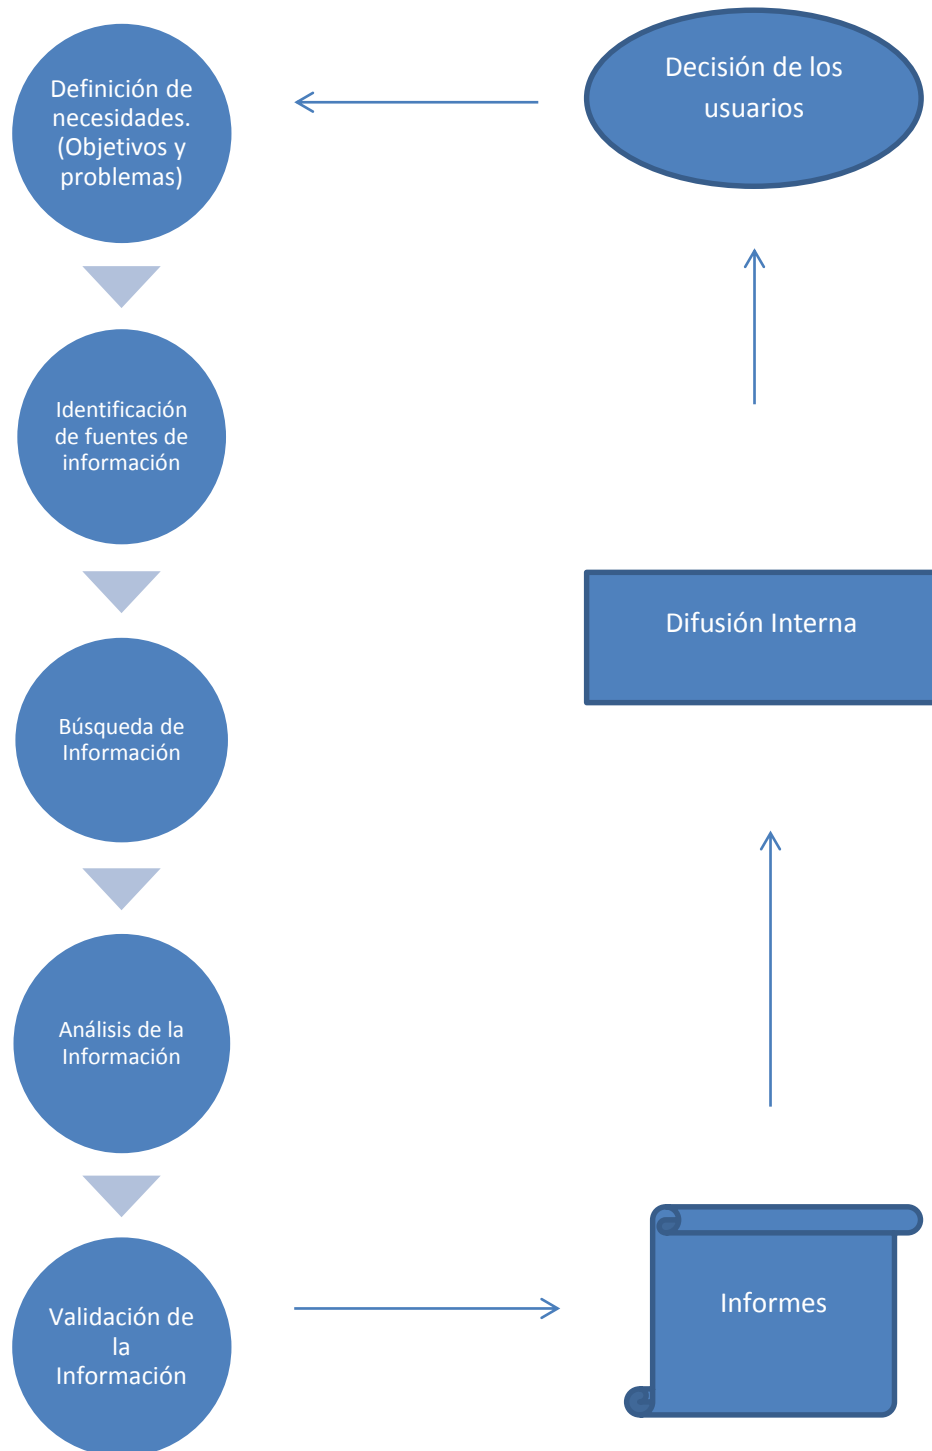 Definición de
necesidades.
(Objetivos y
problemas)
Identificación
de fuentes de
información
Búsqueda de
Información
Análisis de la
Información
Validación de
la
Información
Informes
Difusión Interna
Decisión de los
usuarios